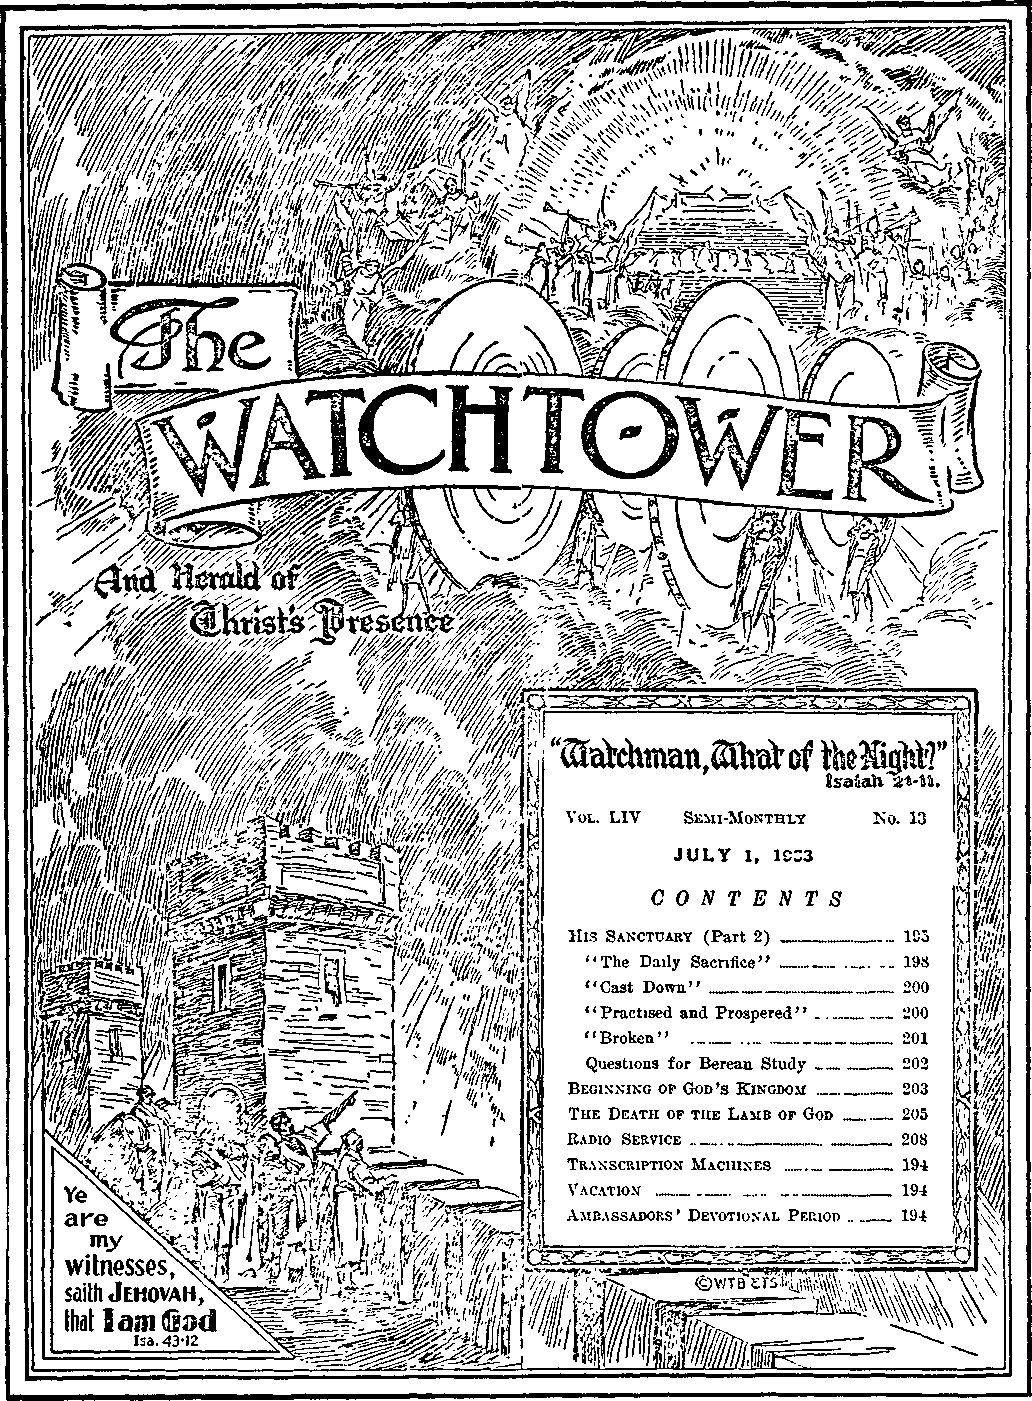 The
WATCHTOWER
And Herald of
Christ's Presence
"Watchman, What of the Night?"
Isaiah 21-11.
VOL. LIV SEMI-MONTHLY No. 13
JULY 1, 1933
CONTENTS
HIS SANCTUARY (Part 2) 195
"The Daily Sacrifice" 198
"Cast Down" 200
"Practised and Prospered" 200
"Broken" 201
Questions for Berean Study 202
BEGINNING OF GOD'S KINGDOM 203
THE DEATH OF THE LAMB OF GOD 205
RADIO SERVICE 208
TRANSCRIPTION MACHINES 194
VACATION 194
AMBASSADORS' DEVOTIONAL PERIOD 194
©WTB &TS
Ye
are
my
witnesses,
saith JEHOVAH,
that I am God
Isa. 43-12